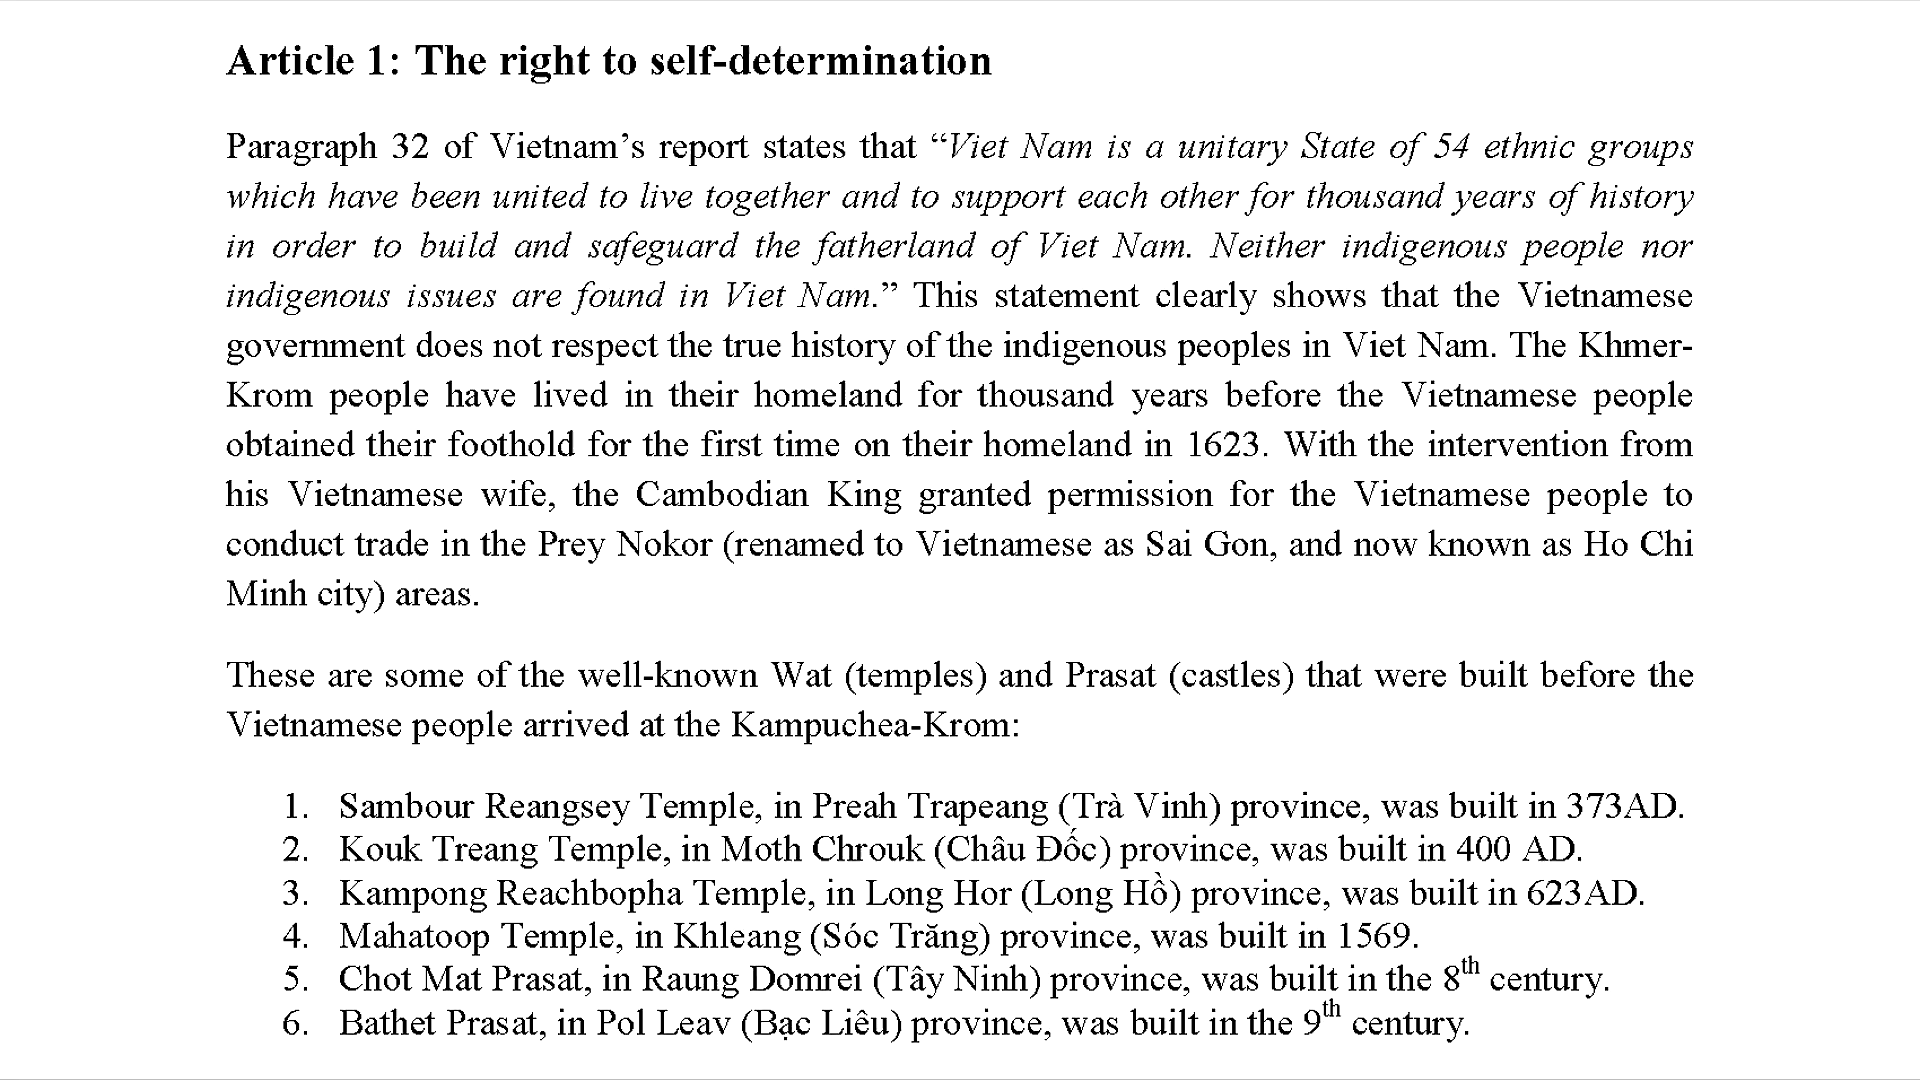 Article 1: The right to self-determination
Paragraph 32 of Vietnam’s report states that “Viet Nam is a unitary State of 54 ethnic groups
which have been united to live together and to support each other for thousand years of history
in order to build and safeguard the fatherland of Viet Nam. Neither indigenous people nor
indigenous issues are found in Viet Nam.” This statement clearly shows that the Vietnamese
government does not respect the true history of the indigenous peoples in Viet Nam. The Khmer-
Krom people have lived in their homeland for thousand years before the Vietnamese people
obtained their foothold for the first time on their homeland in 1623. With the intervention from
his Vietnamese wife, the Cambodian King granted permission for the Vietnamese people to
conduct trade in the Prey Nokor (renamed to Vietnamese as Sai Gon, and now known as Ho Chi
Minh city) areas.
These are some of the well-known Wat (temples) and Prasat (castles) that were built before the
Vietnamese people arrived at the Kampuchea-Krom:
1. Sambour Reangsey Temple, in Preah Trapeang (Trà Vinh) province, was built in 373AD.
2. Kouk Treang Temple, in Moth Chrouk (Châu Đốc) province, was built in 400 AD.
3. Kampong Reachbopha Temple, in Long Hor (Long Hồ) province, was built in 623AD.
4. Mahatoop Temple, in Khleang (Sóc Trăng) province, was built in 1569.
5. Chot Mat Prasat, in Raung Domrei (Tây Ninh) province, was built in the 8th century.
6. Bathet Prasat, in Pol Leav (Bạc Liêu) province, was built in the 9th century.